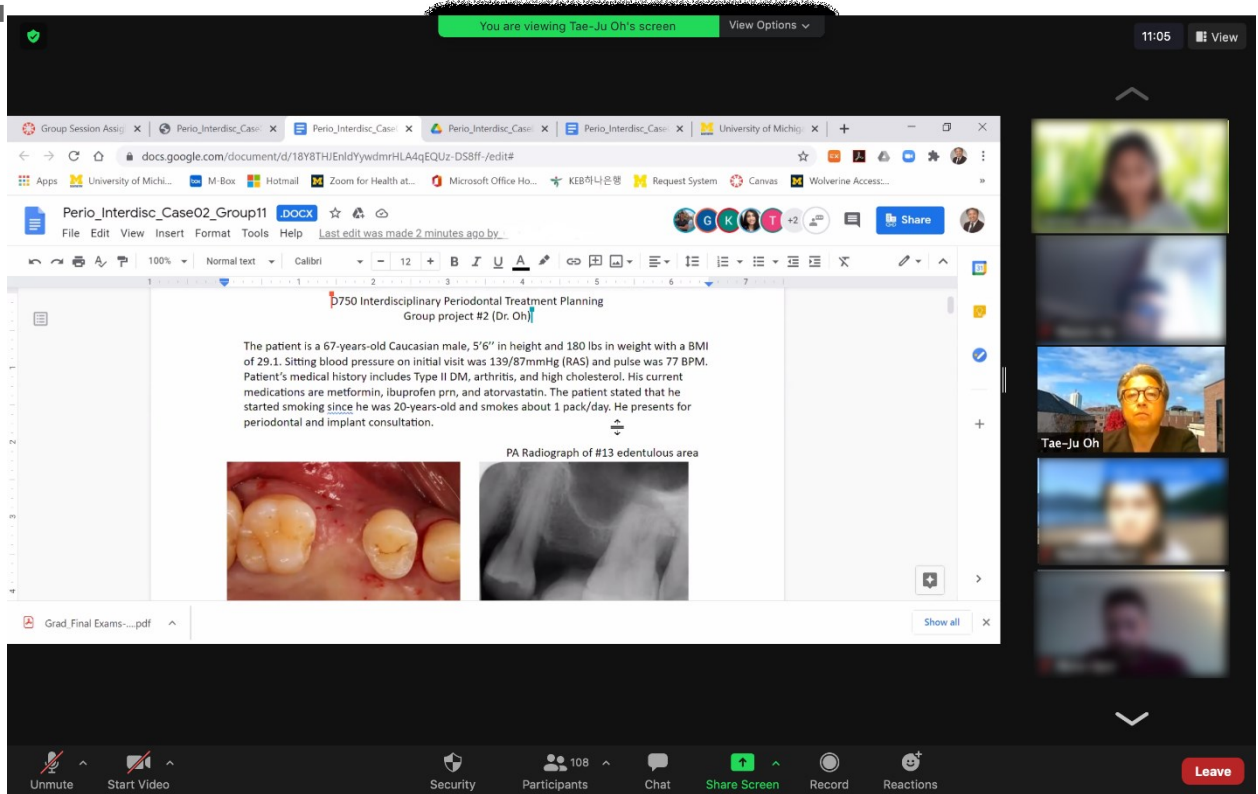 You are viewing Tae-Ju Oh's screen
View Options
11:05
View
Group Session Assig
Perio_Interdisc_Case
Perio_Interdisc_Case
Perio_Interdisc_Case
Perio_Interdisc_Case
University of Michig
docs.google.com/document/d/18Y8THJEnldYywdmrHLA4qEQUz-DS8ff-/edit#
Apps
University of Michi...
M-Box
Hotmail
Zoom for Health at...
Microsoft Office Ho...
KEB하나은행
Request System
Canvas
Wolverine Access:...
Perio_Interdisc_Case02_Group11 .DOCX
G K T +2
Share
File Edit View Insert Format Tools Help Last edit was made 2 minutes ago by
100% Normal text Calibri - 12 + B I U A
1 1 2 3 4 5 6 7
D750 Interdisciplinary Periodontal Treatment Planning
Group project #2 (Dr. Oh)
The patient is a 67-years-old Caucasian male, 5'6'' in height and 180 lbs in weight with a BMI
of 29.1. Sitting blood pressure on initial visit was 139/87mmHg (RAS) and pulse was 77 BPM.
Patient's medical history includes Type II DM, arthritis, and high cholesterol. His current
medications are metformin, ibuprofen prn, and atorvastatin. The patient stated that he
started smoking since he was 20-years-old and smokes about 1 pack/day. He presents for
periodontal and implant consultation.
PA Radiograph of #13 edentulous area
Tae-Ju Oh
Grad_Final Exams-....pdf
Show all
Unmute
Start Video
Security
108
Participants
Chat
Share Screen
Record
Reactions
Leave